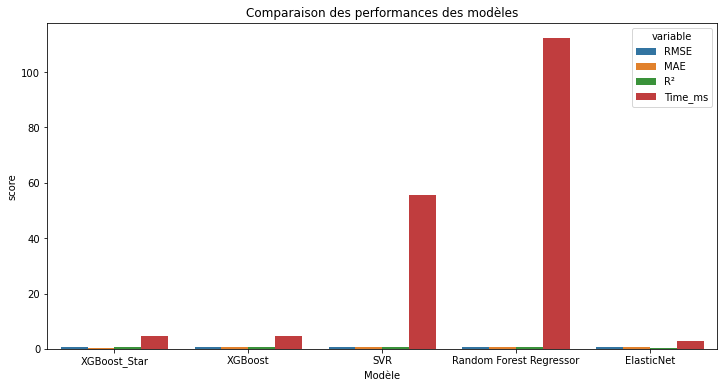 Comparaison des performances des modèles
variable
RMSE
MAE
R²
Time_ms
score
100
80
60
40
20
0
XGBoost_Star
XGBoost
SVR
Random Forest Regressor
ElasticNet
Modèle